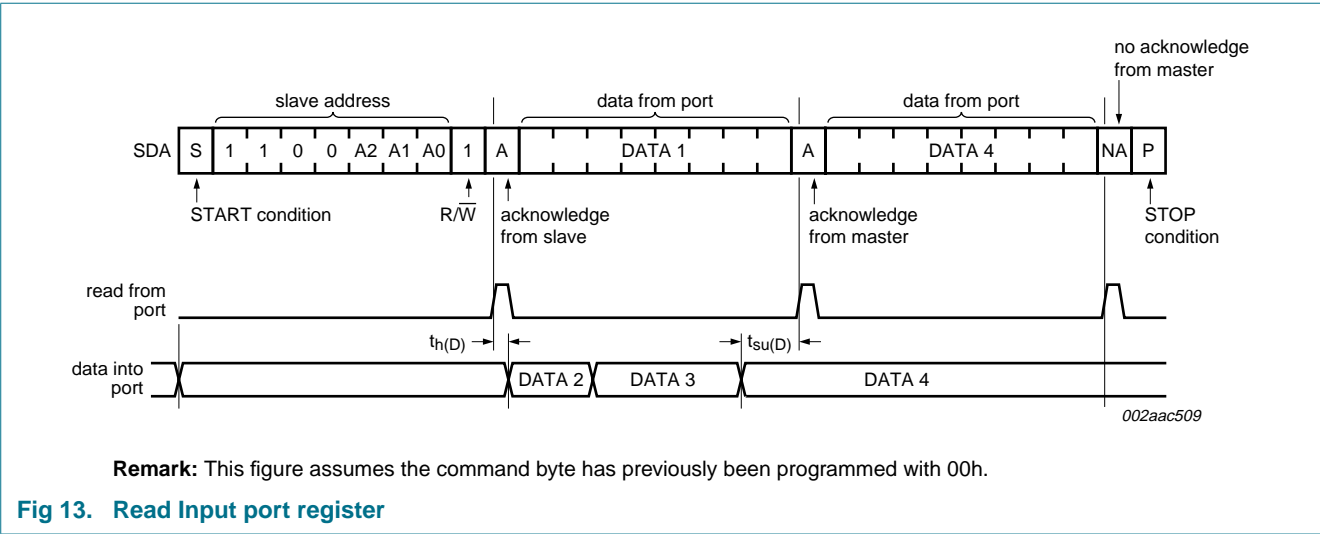 no acknowledge
from master
slave address
data from port
data from port
SDA S 1 1 0 0 A2 A1 A0 1 A DATA 1 A DATA 4 NA P
START condition
R/W̅
acknowledge
from slave
acknowledge
from master
STOP
condition
read from
port
th(D)
tsu(D)
data into
port
DATA 2 DATA 3 DATA 4
002aac509
Remark: This figure assumes the command byte has previously been programmed with 00h.
Fig 13. Read Input port register